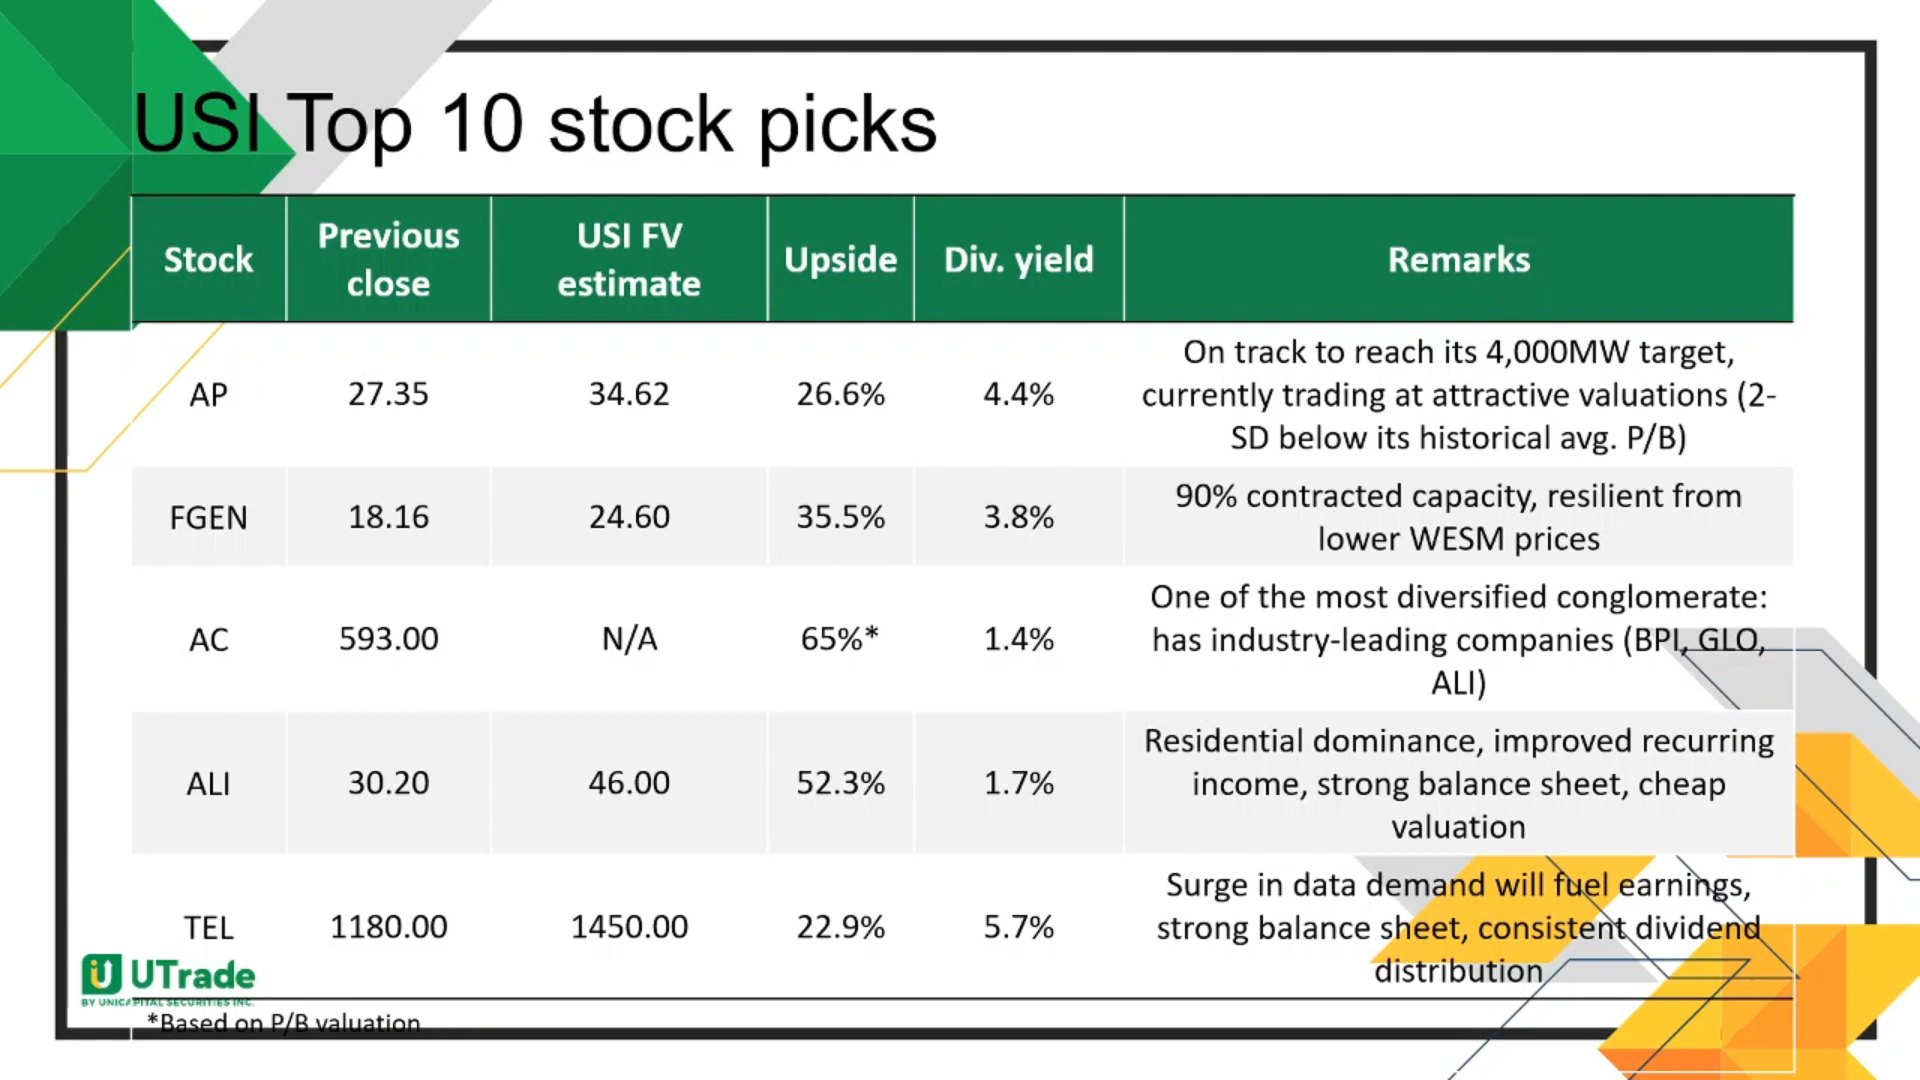 USI Top 10 stock picks
Stock
Previous
close
USI FV
estimate
Upside
Div. yield
Remarks
AP
27.35
34.62
26.6%
4.4%
On track to reach its 4,000MW target,
currently trading at attractive valuations (2-
SD below its historical avg. P/B)
FGEN
18.16
24.60
35.5%
3.8%
90% contracted capacity, resilient from
lower WESM prices
AC
593.00
N/A
65%*
1.4%
One of the most diversified conglomerate:
has industry-leading companies (BPI, GLO,
ALI)
ALI
30.20
46.00
52.3%
1.7%
Residential dominance, improved recurring
income, strong balance sheet, cheap
valuation
TEL
1180.00
1450.00
22.9%
5.7%
Surge in data demand will fuel earnings,
strong balance sheet, consistent dividend
distribution
UTrade
BY UNICAPITAL SECURITIES INC.
*Based on P/B valuation